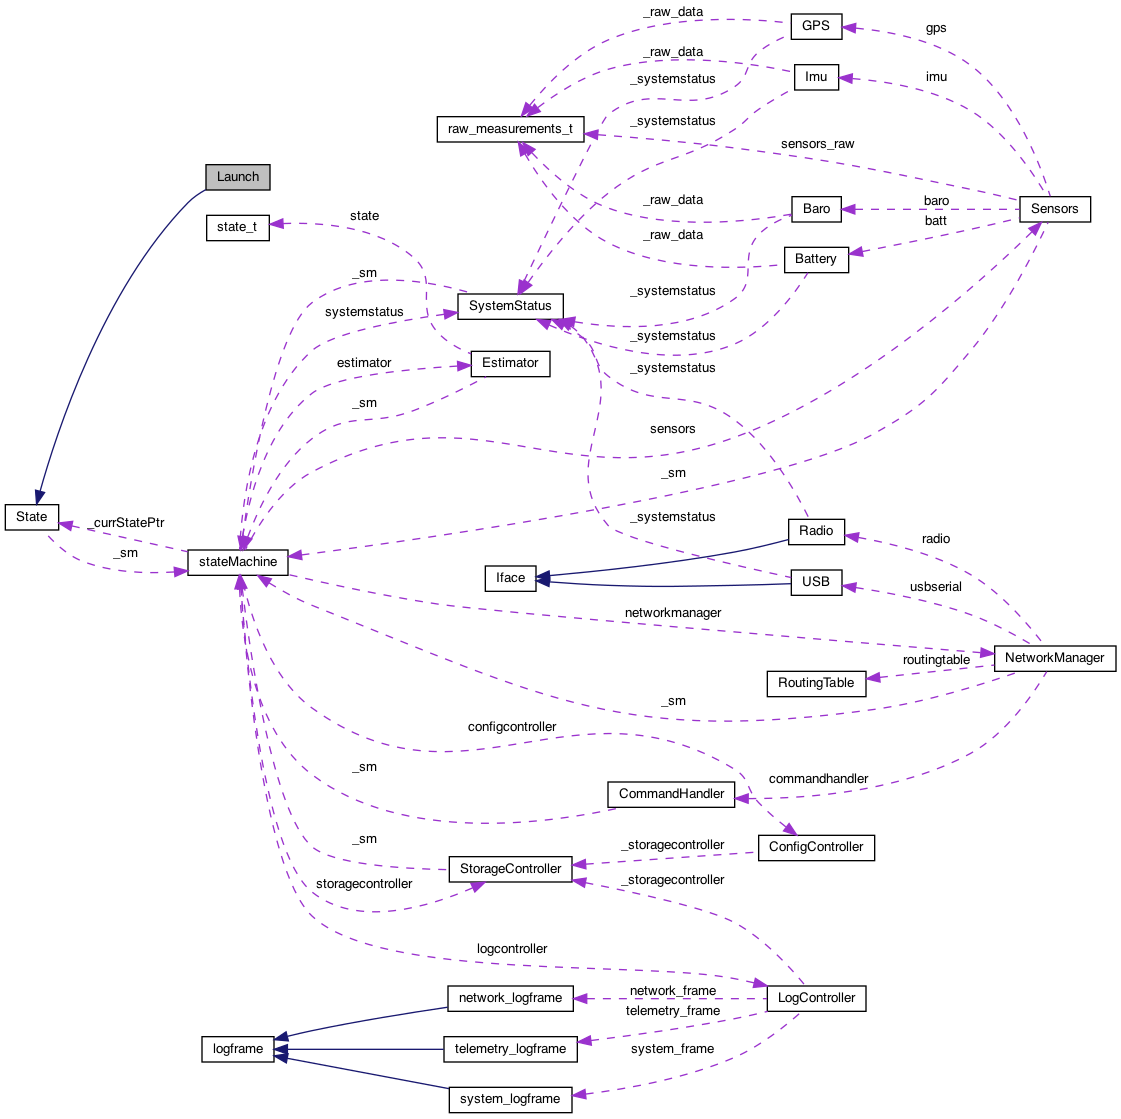 _raw_data
GPS
gps
_raw_data
Imu
imu
_systemstatus
_systemstatus
raw_measurements_t
sensors_raw
Launch
_raw_data
Baro
baro
Sensors
state
state_t
batt
_raw_data
Battery
_sm
_systemstatus
SystemStatus
systemstatus
_systemstatus
estimator
Estimator
_systemstatus
_sm
sensors
_sm
State
_currStatePtr
_systemstatus
Radio
radio
_sm
stateMachine
Iface
USB
usbserial
networkmanager
NetworkManager
routingtable
RoutingTable
_sm
configcontroller
_sm
commandhandler
CommandHandler
_sm
_storagecontroller
ConfigController
StorageController
storagecontroller
_storagecontroller
logcontroller
network_logframe
network_frame
LogController
telemetry_frame
logframe
telemetry_logframe
system_frame
system_logframe